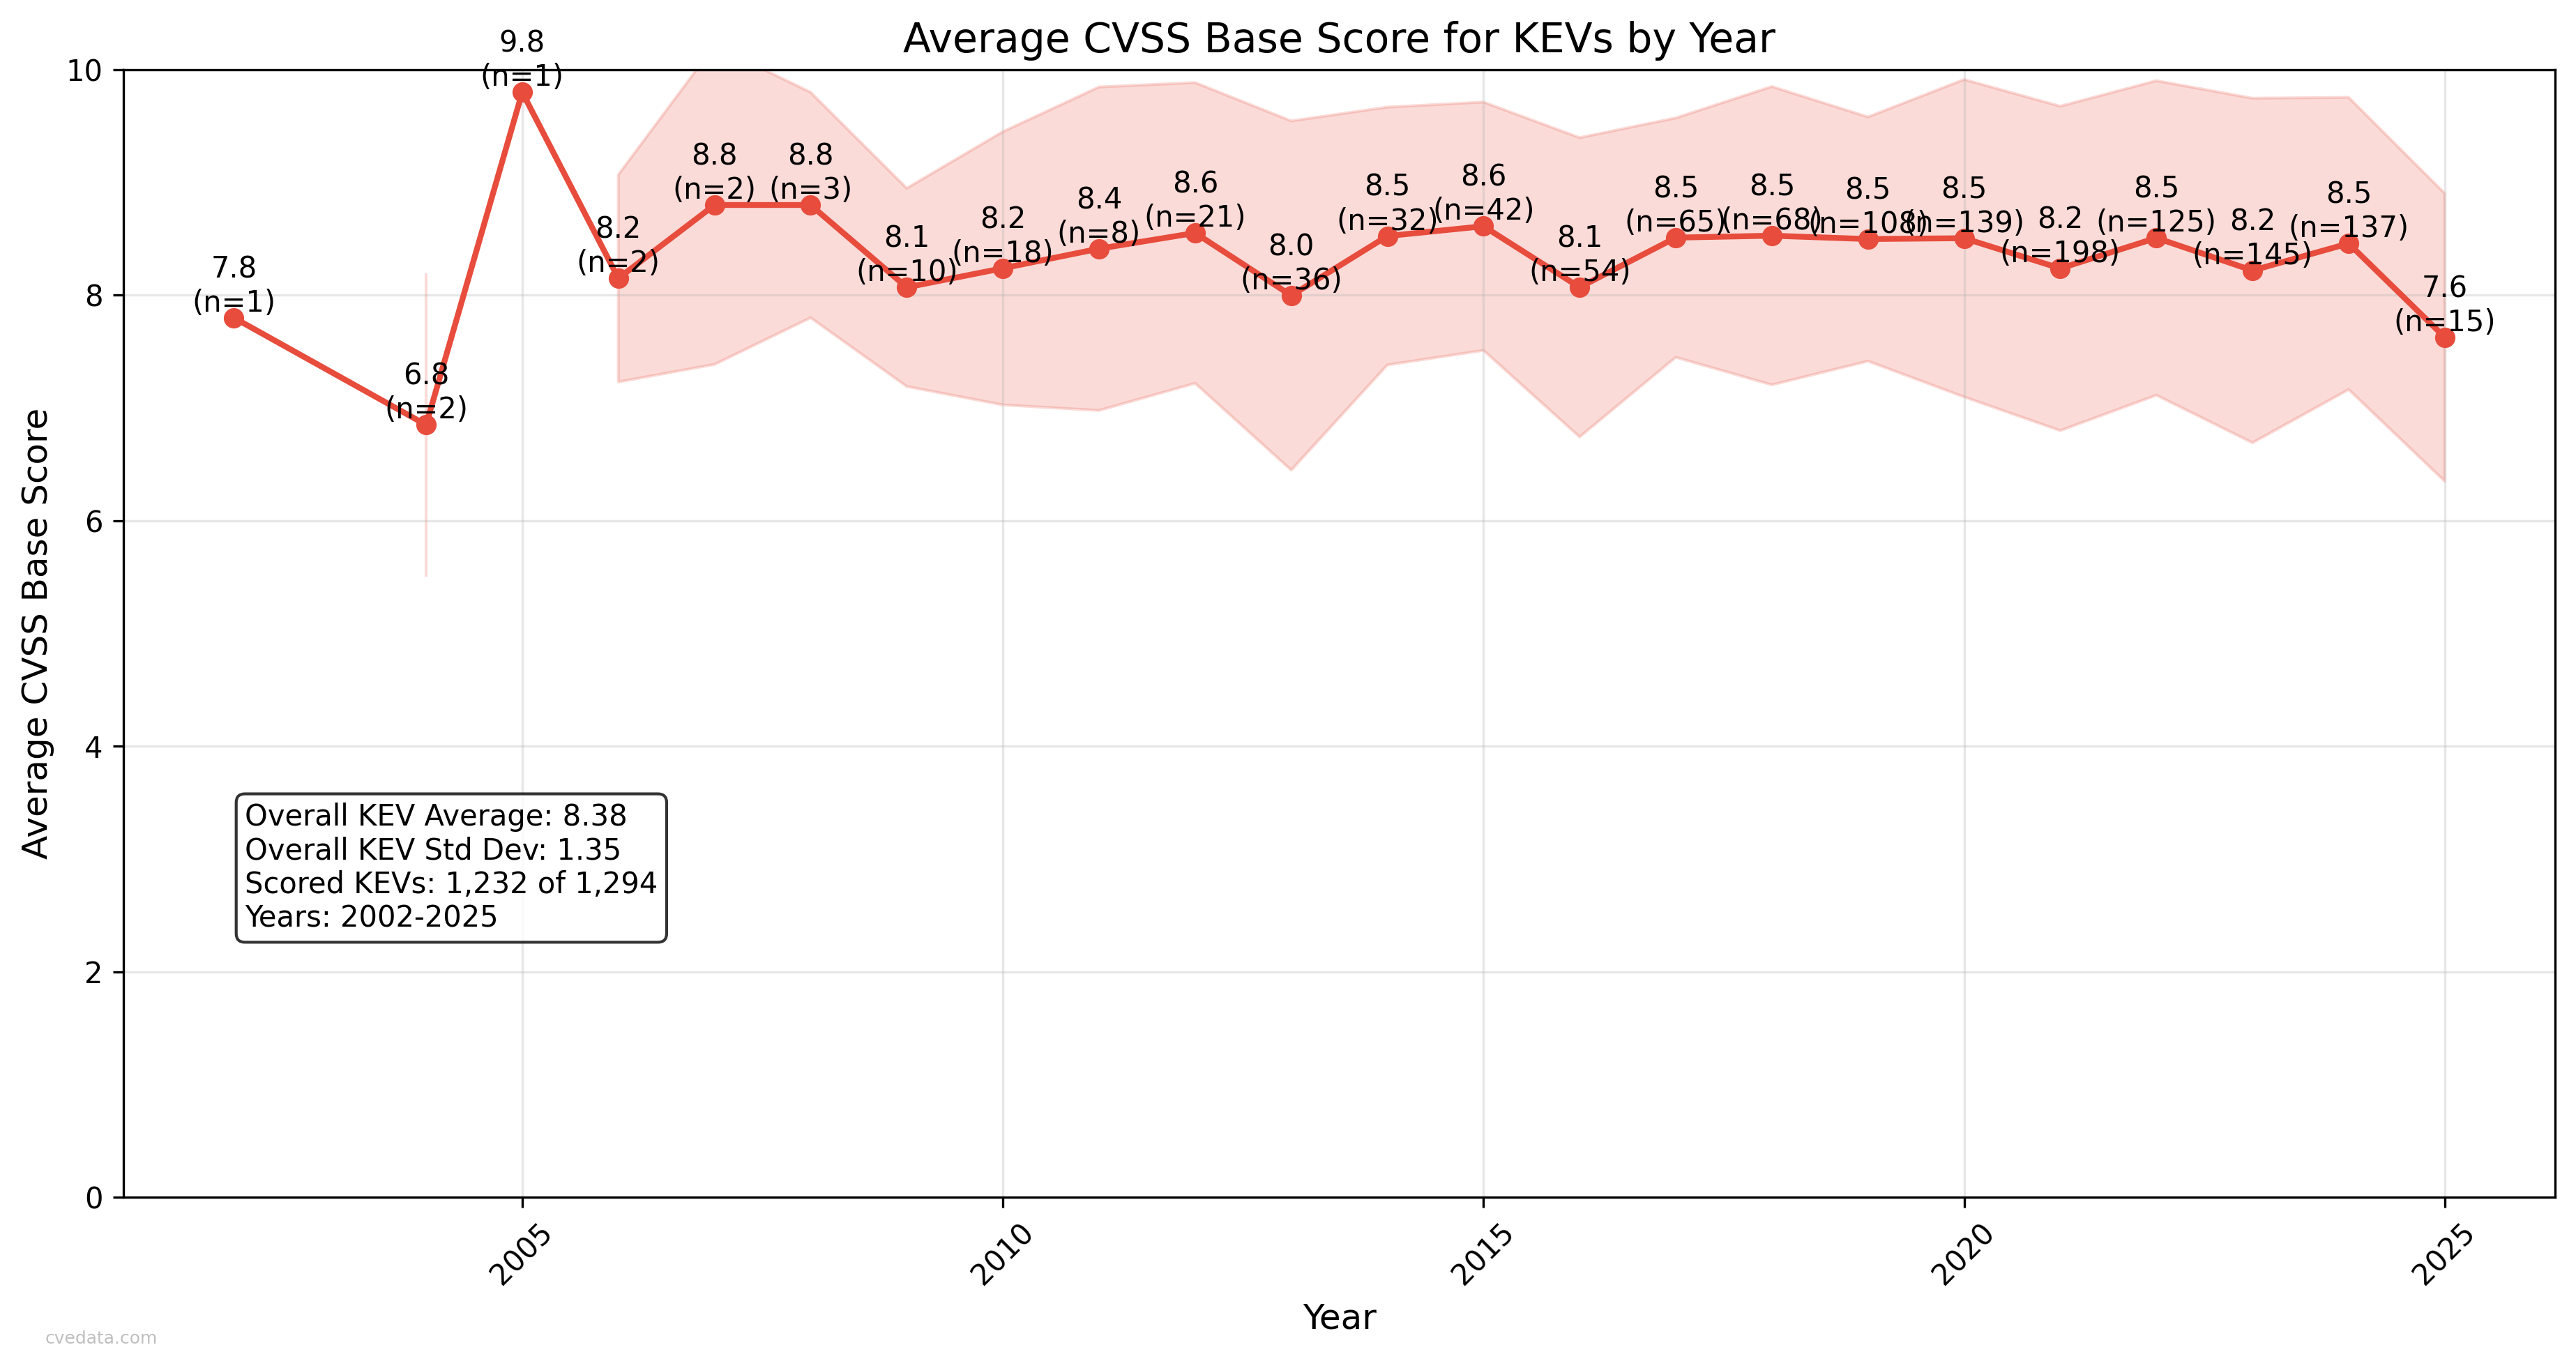 Average CVSS Base Score for KEVs by Year
Average CVSS Base Score
10
8
6
4
2
0
7.8
(n=1)
6.8
(n=2)
9.8
(n=1)
8.2
(n=2)
8.8
(n=2)
8.8
(n=3)
8.1
(n=10)
8.2
(n=18)
8.4
(n=8)
8.6
(n=21)
8.0
(n=36)
8.5
(n=32)
8.6
(n=42)
8.1
(n=54)
8.5
(n=65)
8.5
(n=68)
8.5
(n=108)
8.5
(n=139)
8.2
(n=198)
8.5
(n=125)
8.2
(n=145)
8.5
(n=137)
7.6
(n=15)
Overall KEV Average: 8.38
Overall KEV Std Dev: 1.35
Scored KEVs: 1,232 of 1,294
Years: 2002-2025
2005
2010
2015
2020
2025
Year
cvedata.com